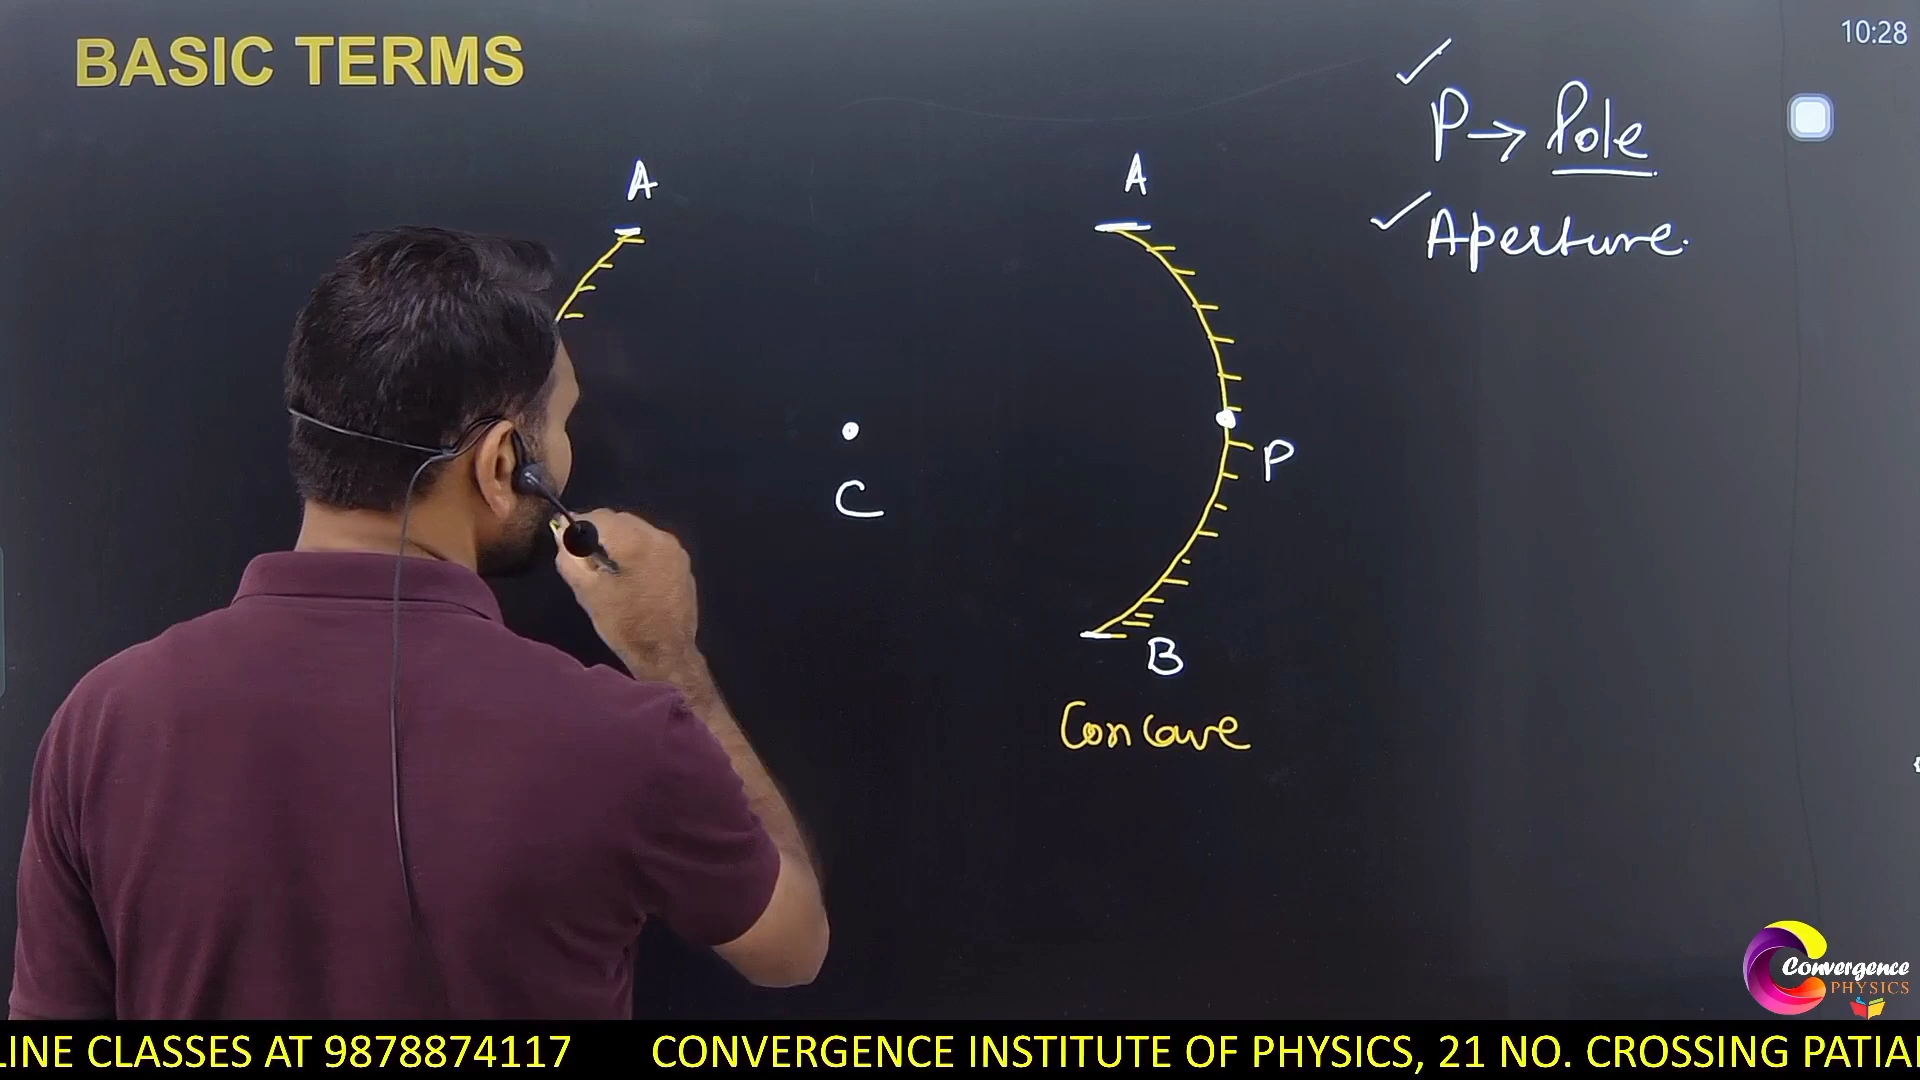 BASIC TERMS
10:28
P → Pole
Aperture.
A
A
C
P
B
Concave
Convergence
PHYSICS
LINE CLASSES AT 9878874117 CONVERGENCE INSTITUTE OF PHYSICS, 21 NO. CROSSING PATIA